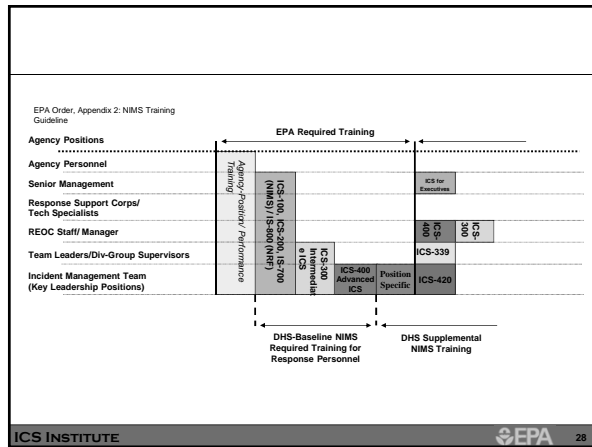 EPA Order, Appendix 2: NIMS Training
Guideline
Agency Positions
EPA Required Training
Agency Personnel
Senior Management
Response Support Corps/
Tech Specialists
REOC Staff/ Manager
Team Leaders/Div-Group Supervisors
Incident Management Team
(Key Leadership Positions)
Agency-Position/ Performance
Training
ICS-100, ICS-200, IS-700
(NIMS) / IS-800 (NRF)
ICS-300
Intermediat
e ICS
ICS-400
Advanced
ICS
Position
Specific
ICS for
Executives
ICS-
400
ICS-
300
ICS-339
ICS-420
DHS-Baseline NIMS
Required Training for
Response Personnel
DHS Supplemental
NIMS Training
ICS INSTITUTE
EPA
28